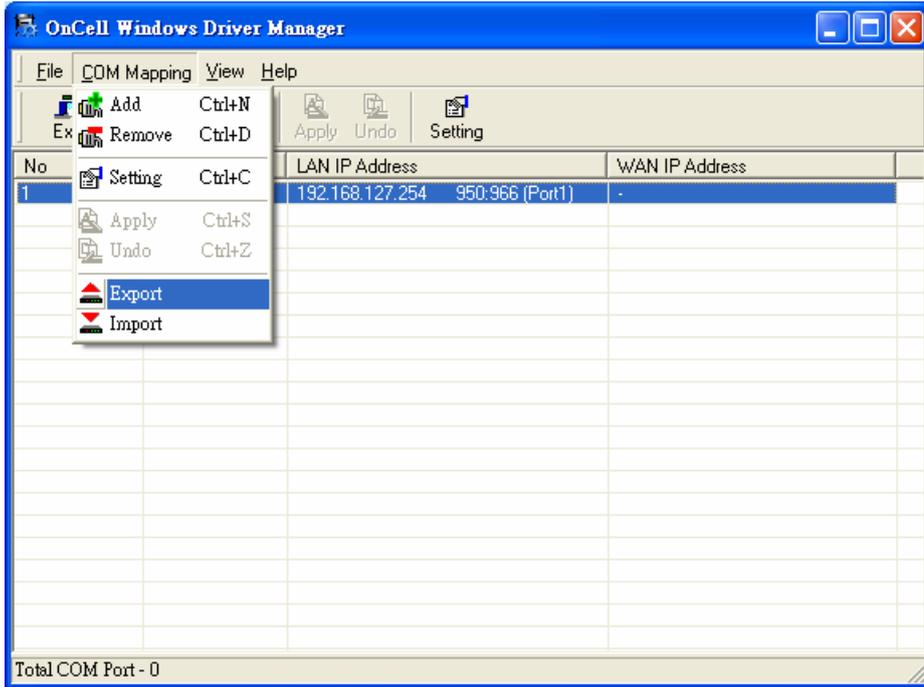 OnCell Windows Driver Manager
File COM Mapping View Help
Apply Undo Setting
Add Ctrl+N
Remove Ctrl+D
Setting Ctrl+C
Apply Ctrl+S
Undo Ctrl+Z
Export
Import
No LAN IP Address WAN IP Address
1 192.168.127.254 950:966 (Port1) -
Total COM Port - 0